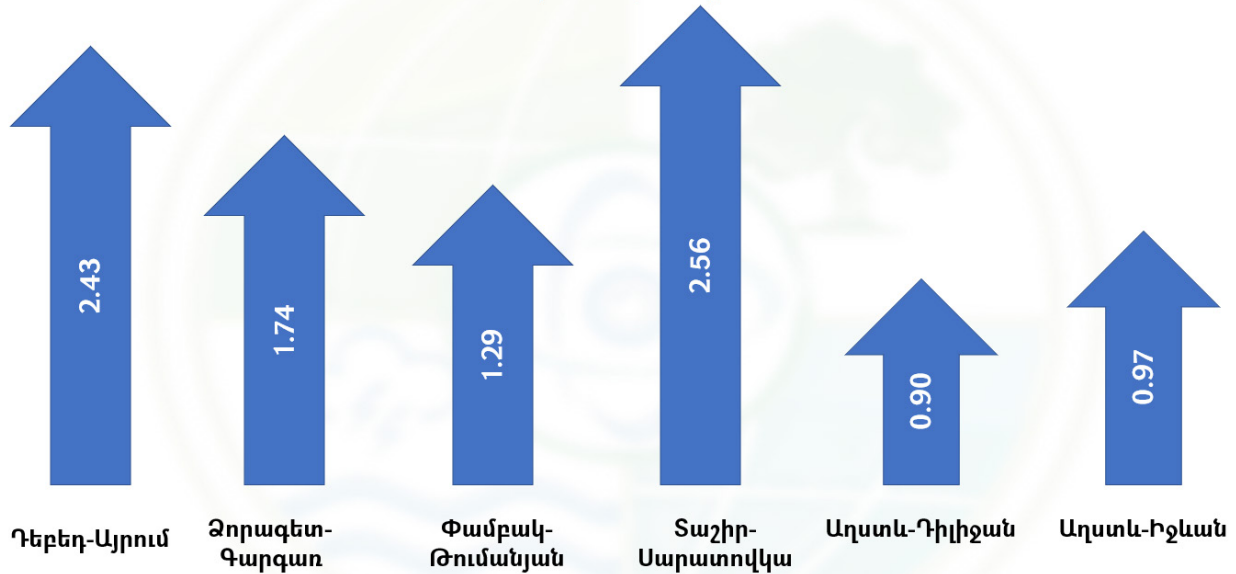 2.43
1.74
1.29
2.56
0.90
0.97
Դեբեդ-Այրում
Ձորագետ-
Գարգառ
Փամբակ-
Թումանյան
Տաշիր-
Սարատովկա
Աղստև-Դիլիջան
Աղստև-Իջևան